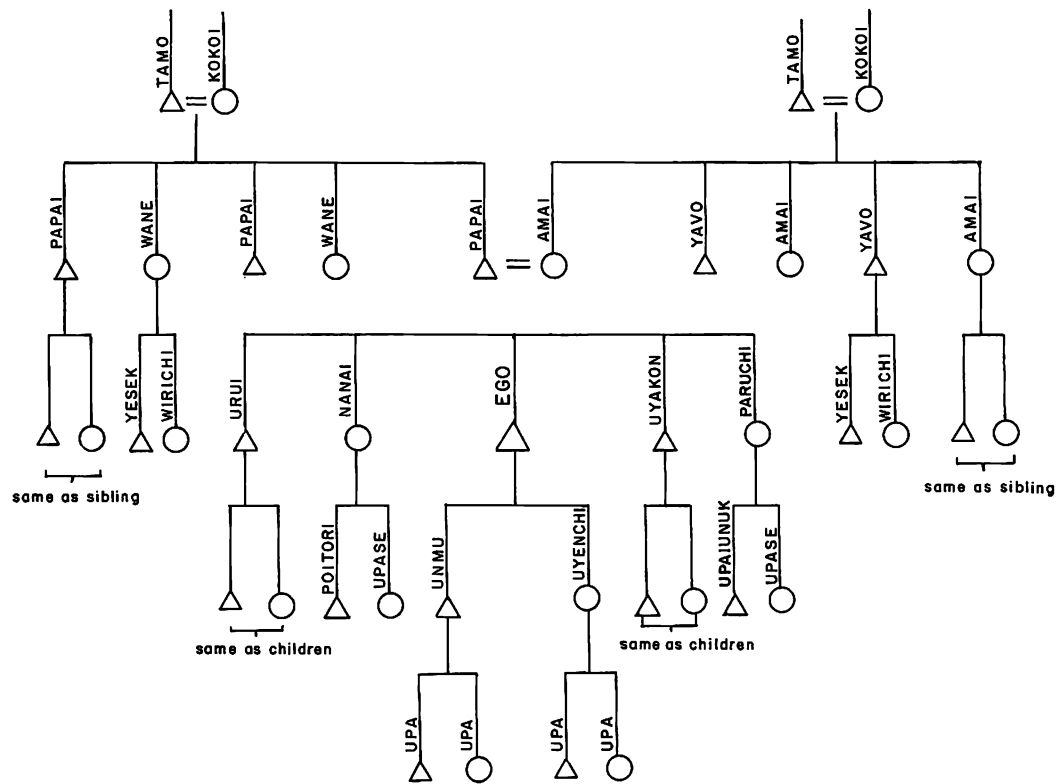 TAMO
KOKOI
TAMO
KOKOI
PAPAI
WANE
PAPAI
WANE
PAPAI
AMAI
YAVO
AMAI
YAVO
AMAI
YESEK
WIRICHI
URUI
NANAI
EGO
UYAKON
PARUCHI
YESEK
WIRICHI
same as sibling
same as sibling
POITORI
UPASE
UNMU
UYENCHI
UPAIUNUK
UPASE
same as children
same as children
UPA
UPA
UPA
UPA